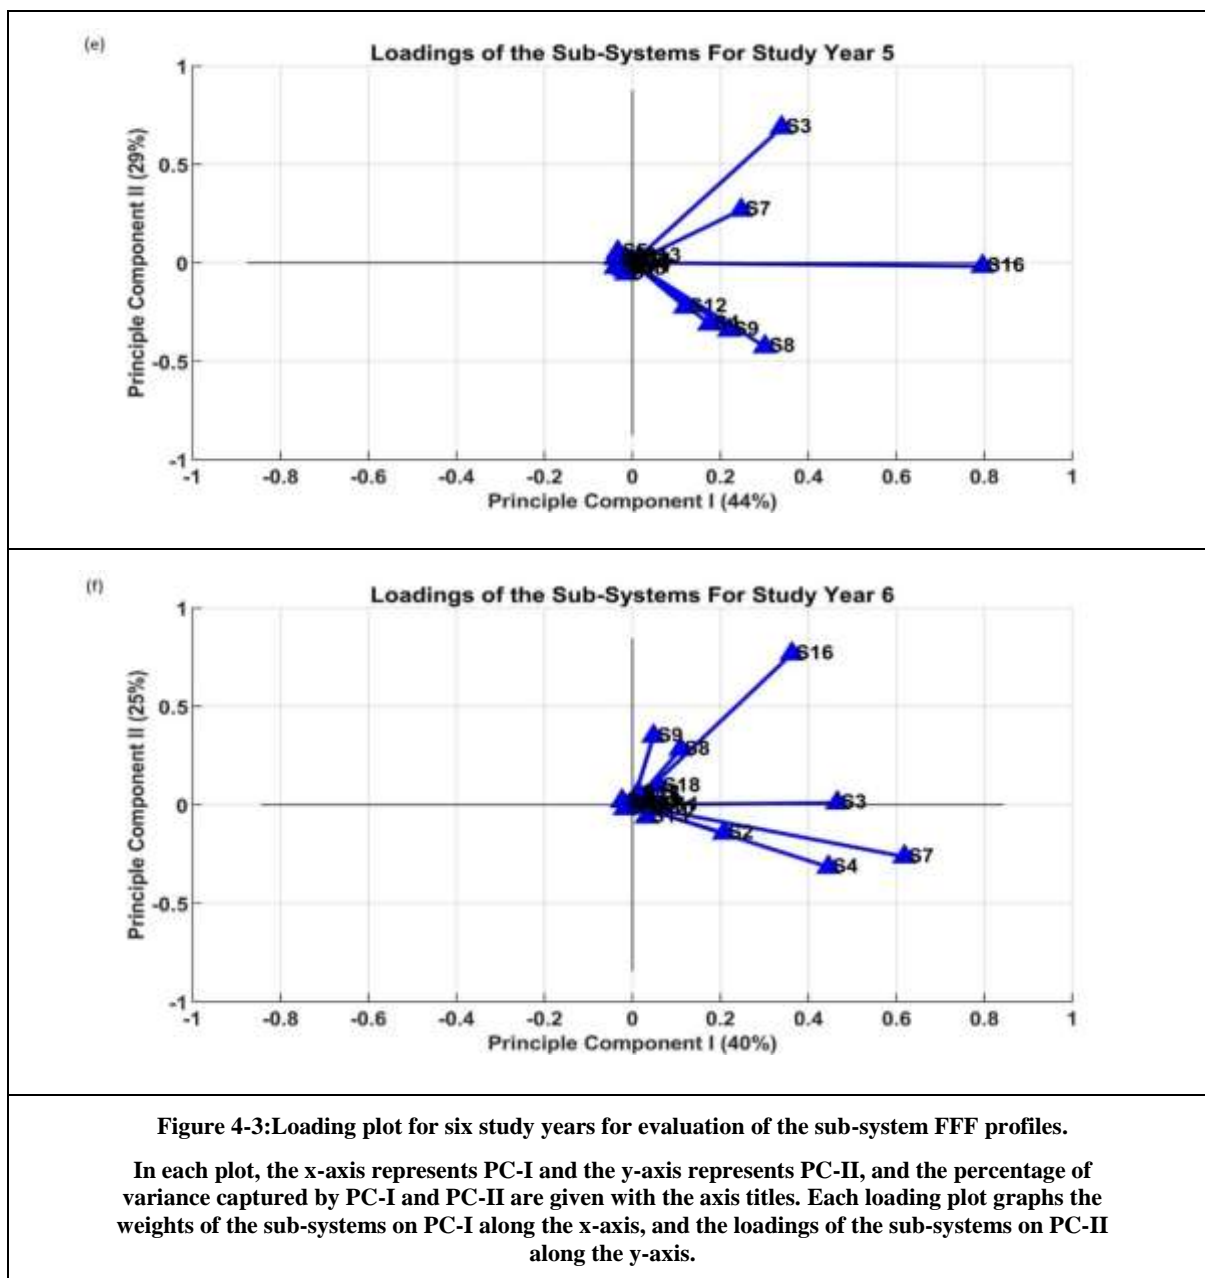 (e)
Loadings of the Sub-Systems For Study Year 5
Principle Component II (29%)
1
0.5
0
-0.5
-1
S3
S7
S16
S12
S9
S8
-1 -0.8 -0.6 -0.4 -0.2 0 0.2 0.4 0.6 0.8 1
Principle Component I (44%)
(f)
Loadings of the Sub-Systems For Study Year 6
Principle Component II (25%)
1
0.5
0
-0.5
-1
S16
S9
S8
S18
S3
S2
S7
S4
-1 -0.8 -0.6 -0.4 -0.2 0 0.2 0.4 0.6 0.8 1
Principle Component I (40%)
Figure 4-3:Loading plot for six study years for evaluation of the sub-system FFF profiles.
In each plot, the x-axis represents PC-I and the y-axis represents PC-II, and the percentage of
variance captured by PC-I and PC-II are given with the axis titles. Each loading plot graphs the
weights of the sub-systems on PC-I along the x-axis, and the loadings of the sub-systems on PC-II
along the y-axis.